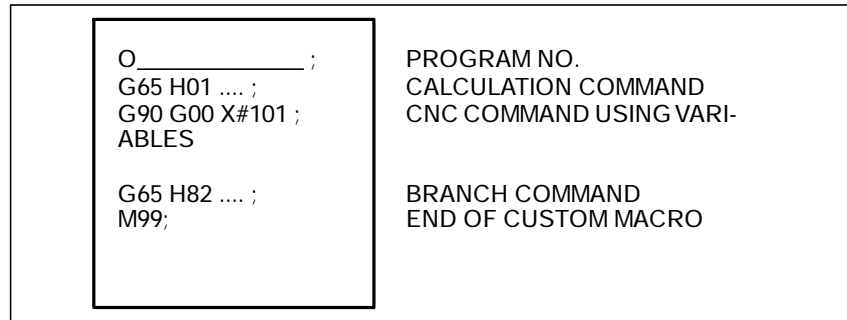 O_____________ ; PROGRAM NO.
G65 H01 .... ; CALCULATION COMMAND
G90 G00 X#101 ; CNC COMMAND USING VARI-
ABLES
G65 H82 .... ; BRANCH COMMAND
M99; END OF CUSTOM MACRO